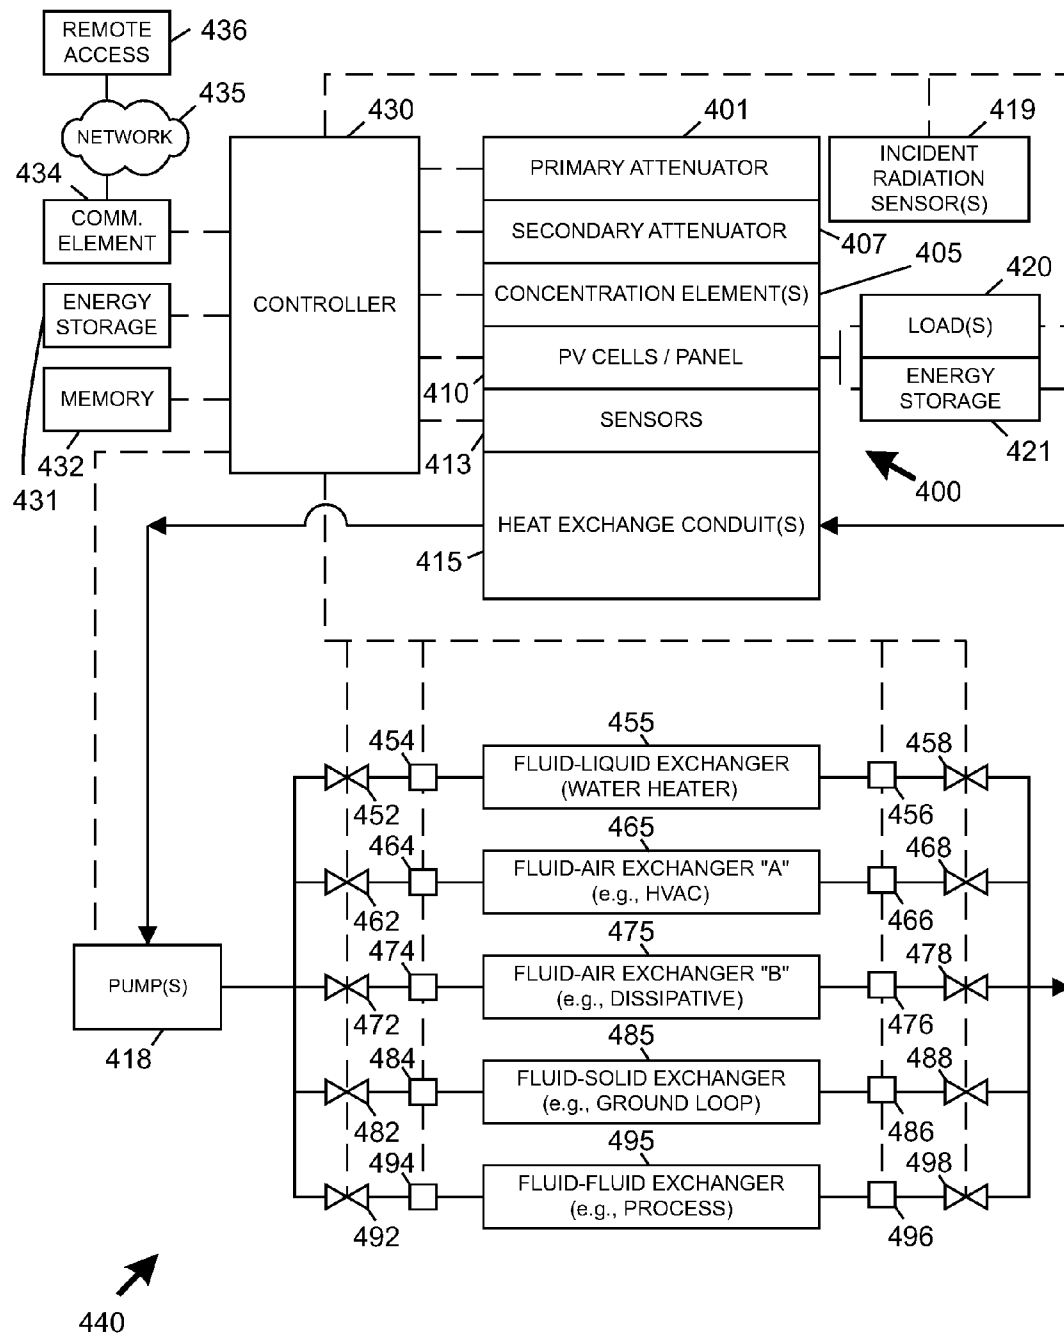 REMOTE
ACCESS
436
435
NETWORK
434
COMM.
ELEMENT
ENERGY
STORAGE
MEMORY
432
431
430
CONTROLLER
401
PRIMARY ATTENUATOR
SECONDARY ATTENUATOR
407
405
CONCENTRATION ELEMENT(S)
PV CELLS / PANEL
410
SENSORS
413
HEAT EXCHANGE CONDUIT(S)
415
419
INCIDENT
RADIATION
SENSOR(S)
420
LOAD(S)
ENERGY
STORAGE
421
400
454
455
458
FLUID-LIQUID EXCHANGER
(WATER HEATER)
452
456
464
465
468
FLUID-AIR EXCHANGER "A"
(e.g., HVAC)
462
466
474
475
478
FLUID-AIR EXCHANGER "B"
(e.g., DISSIPATIVE)
PUMP(S)
418
472
476
484
485
488
FLUID-SOLID EXCHANGER
(e.g., GROUND LOOP)
482
486
494
495
498
FLUID-FLUID EXCHANGER
(e.g., PROCESS)
492
496
440